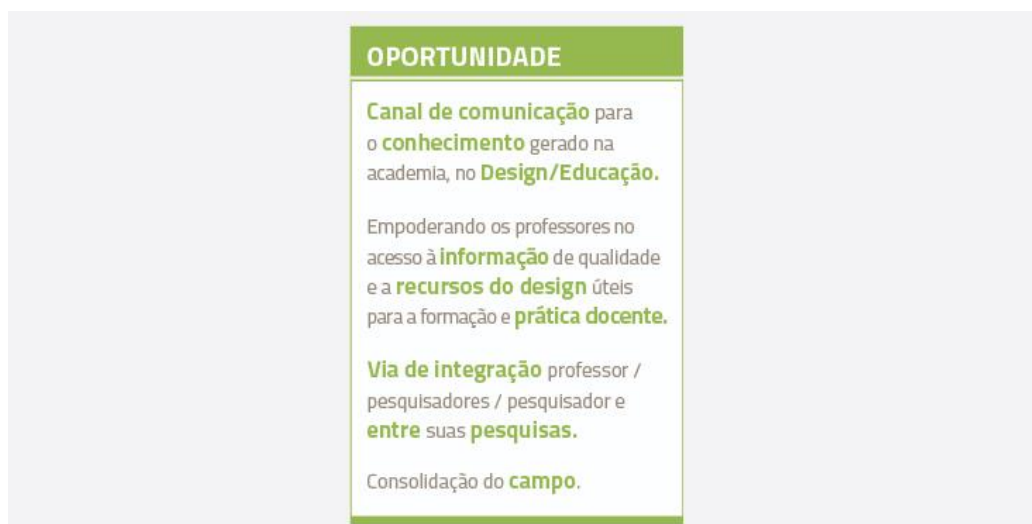 OPORTUNIDADE
Canal de comunicação para
o conhecimento gerado na
academia, no Design/Educação.
Empoderando os professores no
acesso à informação de qualidade
e a recursos do design úteis
para a formação e prática docente.
Via de integração professor /
pesquisadores / pesquisador e
entre suas pesquisas.
Consolidação do campo.